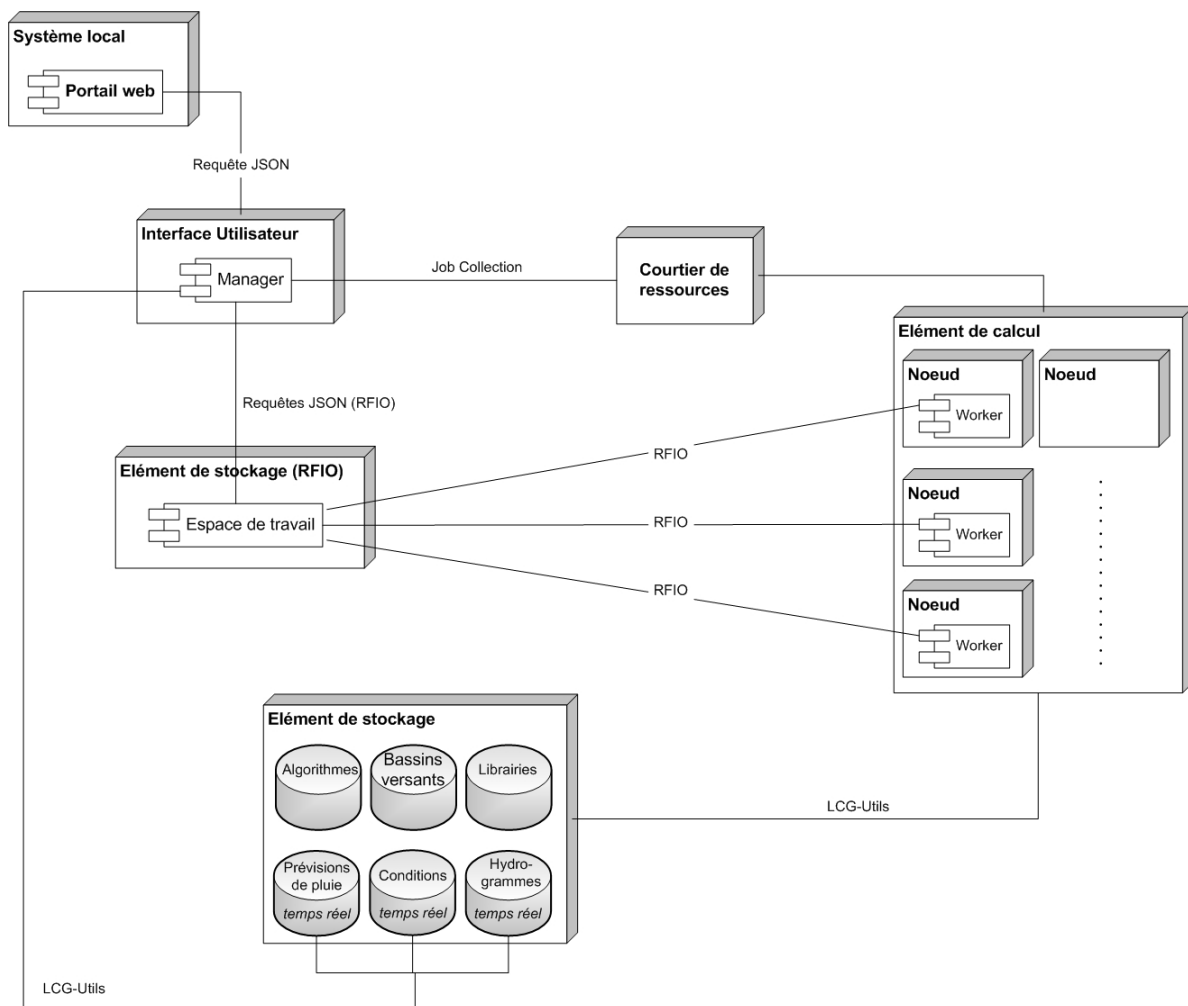 Système local
Portail web
Requête JSON
Interface Utilisateur
Manager
Job Collection
Courtier de
ressources
Elément de calcul
Noeud
Noeud
Worker
Requêtes JSON (RFIO)
RFIO
Elément de stockage (RFIO)
Espace de travail
RFIO
Noeud
Worker
RFIO
Noeud
Worker
Elément de stockage
Algorithmes
Bassins
versants
Librairies
LCG-Utils
Prévisions
de pluie
temps réel
Conditions
temps réel
Hydro-
grammes
temps réel
LCG-Utils